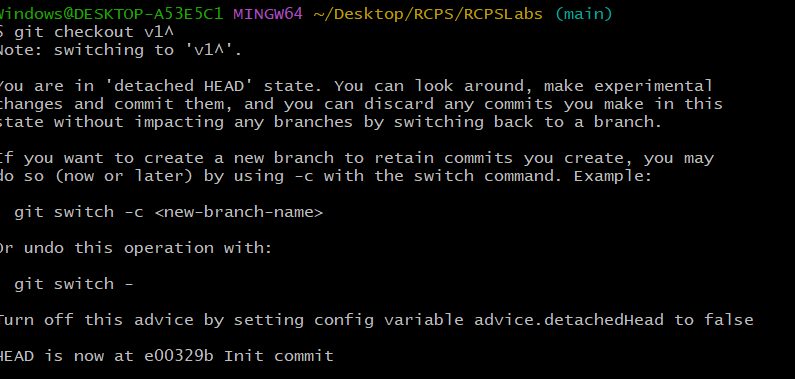 Windows@DESKTOP-A53E5C1 MINGW64 ~/Desktop/RCPS/RCPSLabs (main)
$ git checkout v1^
Note: switching to 'v1^'.
You are in 'detached HEAD' state. You can look around, make experimental
changes and commit them, and you can discard any commits you make in this
state without impacting any branches by switching back to a branch.
If you want to create a new branch to retain commits you create, you may
do so (now or later) by using -c with the switch command. Example:
git switch -c <new-branch-name>
Or undo this operation with:
git switch -
Turn off this advice by setting config variable advice.detachedHead to false
HEAD is now at e00329b Init commit